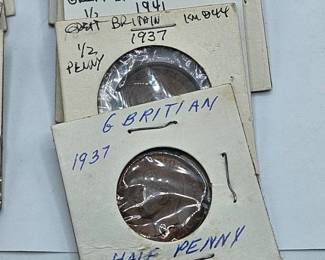 1/2 1941
GREAT BRITAIN KM 844
1/2 1937
PENNY
G BRITIAN
1937
HALF PENNY